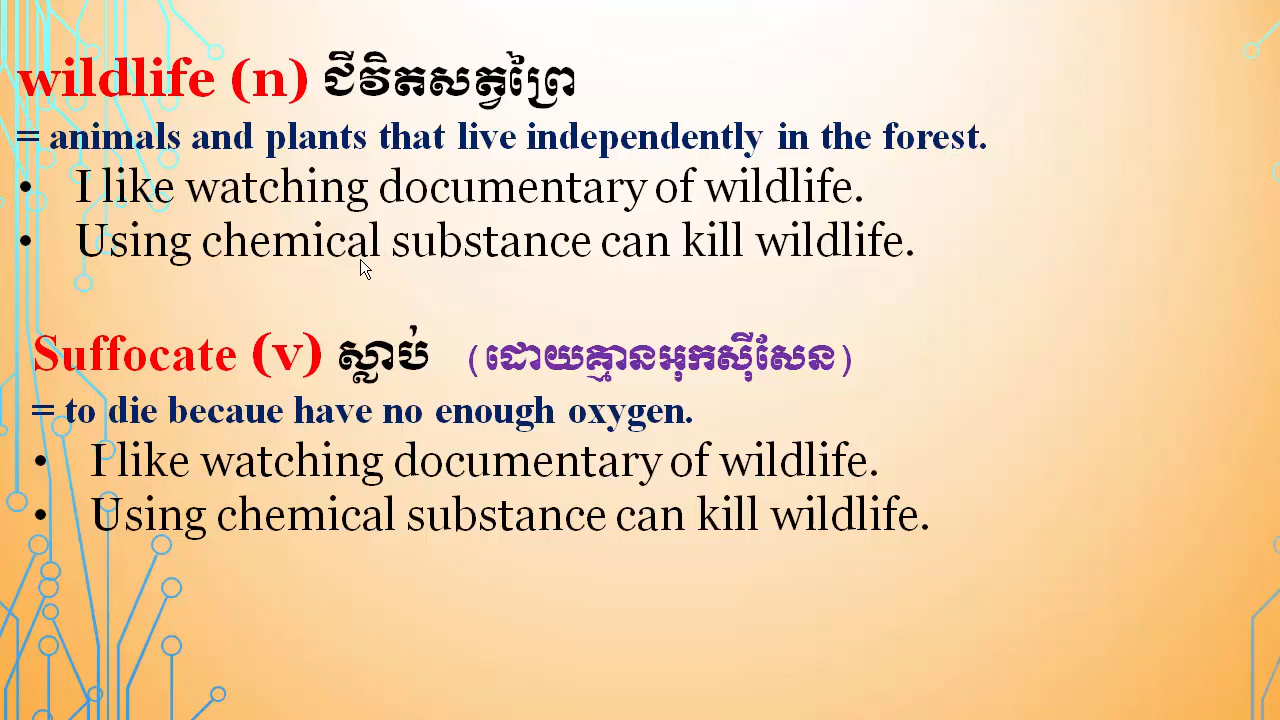 wildlife (n) ជីវិតសត្វព្រៃ
= animals and plants that live independently in the forest.
• I like watching documentary of wildlife.
• Using chemical substance can kill wildlife.
Suffocate (v) ស្លាប់ (ដោយគ្មានអុកស៊ីសែន)
= to die becaue have no enough oxygen.
• I like watching documentary of wildlife.
• Using chemical substance can kill wildlife.